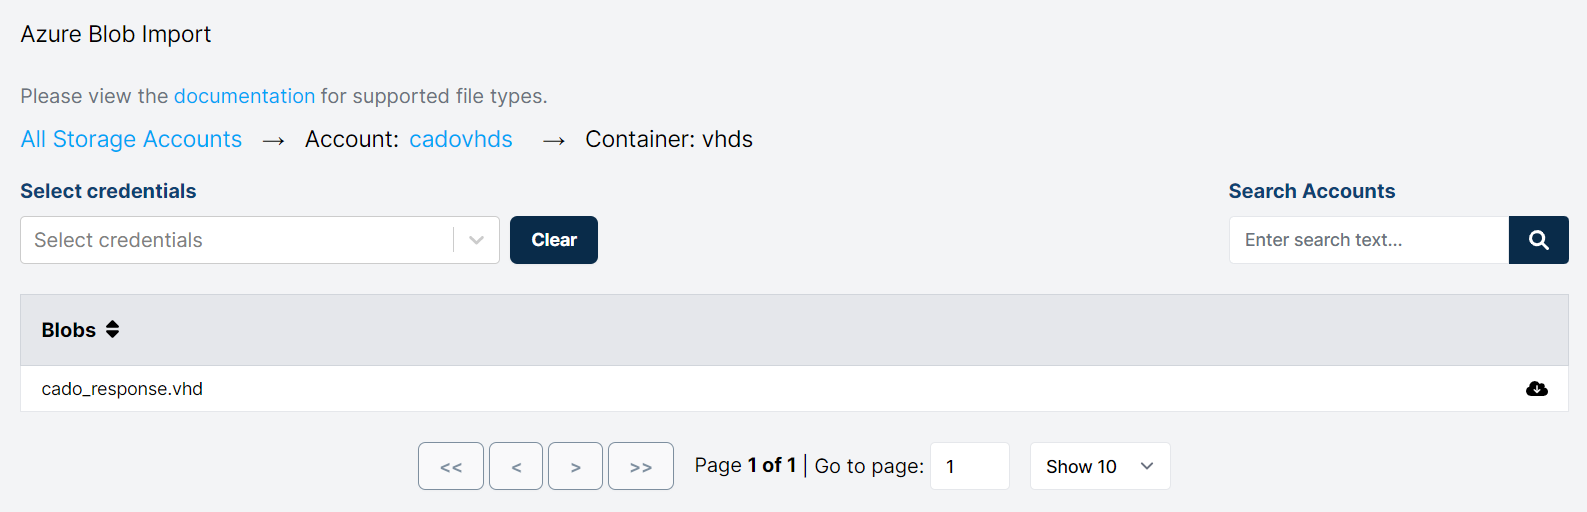 Azure Blob Import
Please view the documentation for supported file types.
All Storage Accounts → Account: cadovhds → Container: vhds
Select credentials
Search Accounts
Select credentials
Clear
Enter search text...
Blobs
cado_response.vhd
<< < > >> Page 1 of 1 | Go to page: 1 Show 10